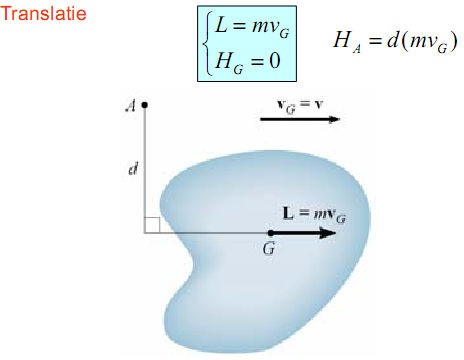 Translatie
L = mv_G
H_G = 0
H_A = d(mv_G)
A
v_G = v
d
L = mv_G
G